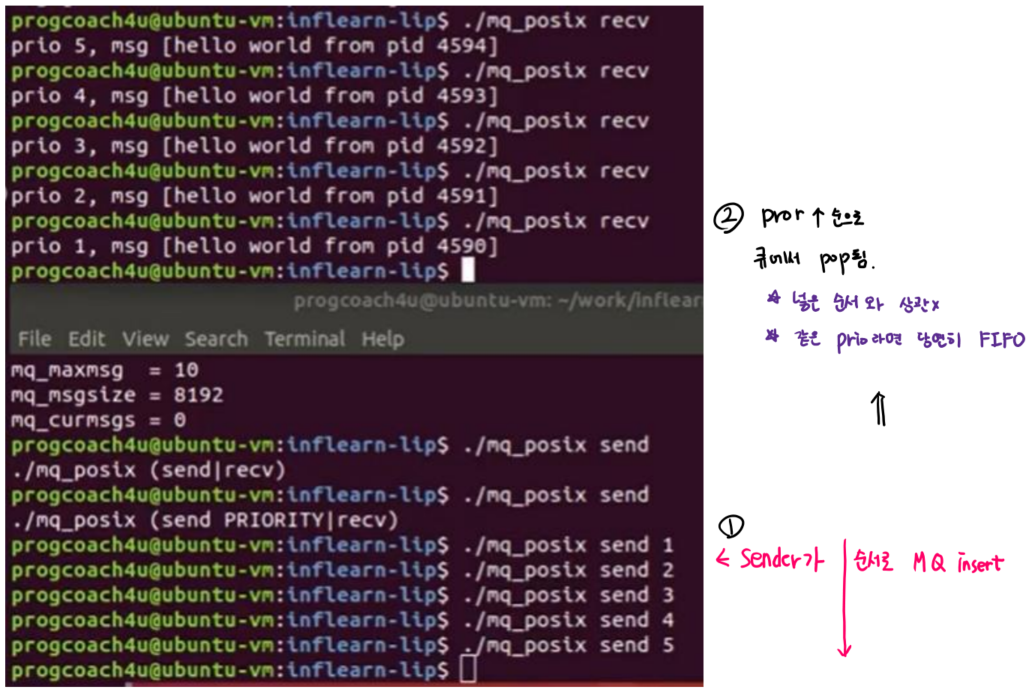 progcoach4u@ubuntu-vm:inflearn-lip$ ./mq_posix recv
prio 5, msg [hello world from pid 4594]
progcoach4u@ubuntu-vm:inflearn-lip$ ./mq_posix recv
prio 4, msg [hello world from pid 4593]
progcoach4u@ubuntu-vm:inflearn-lip$ ./mq_posix recv
prio 3, msg [hello world from pid 4592]
progcoach4u@ubuntu-vm:inflearn-lip$ ./mq_posix recv
prio 2, msg [hello world from pid 4591]
progcoach4u@ubuntu-vm:inflearn-lip$ ./mq_posix recv
prio 1, msg [hello world from pid 4590]
progcoach4u@ubuntu-vm:inflearn-lip$
progcoach4u@ubuntu-vm: ~/work/inflear
File Edit View Search Terminal Help
mq_maxmsg = 10
mq_msgsize = 8192
mq_curmsgs = 0
progcoach4u@ubuntu-vm:inflearn-lip$ ./mq_posix send
./mq_posix (send|recv)
progcoach4u@ubuntu-vm:inflearn-lip$ ./mq_posix send
./mq_posix (send PRIORITY|recv)
progcoach4u@ubuntu-vm:inflearn-lip$ ./mq_posix send 1
progcoach4u@ubuntu-vm:inflearn-lip$ ./mq_posix send 2
progcoach4u@ubuntu-vm:inflearn-lip$ ./mq_posix send 3
progcoach4u@ubuntu-vm:inflearn-lip$ ./mq_posix send 4
progcoach4u@ubuntu-vm:inflearn-lip$ ./mq_posix send 5
progcoach4u@ubuntu-vm:inflearn-lip$
② pror ↑ 순으로
큐에서 pop됨.
* 넣은 순서 와 상관x
* 같은 prio라면 당연히 FIFO
⇑
①
← Sender가 순서로 MQ insert